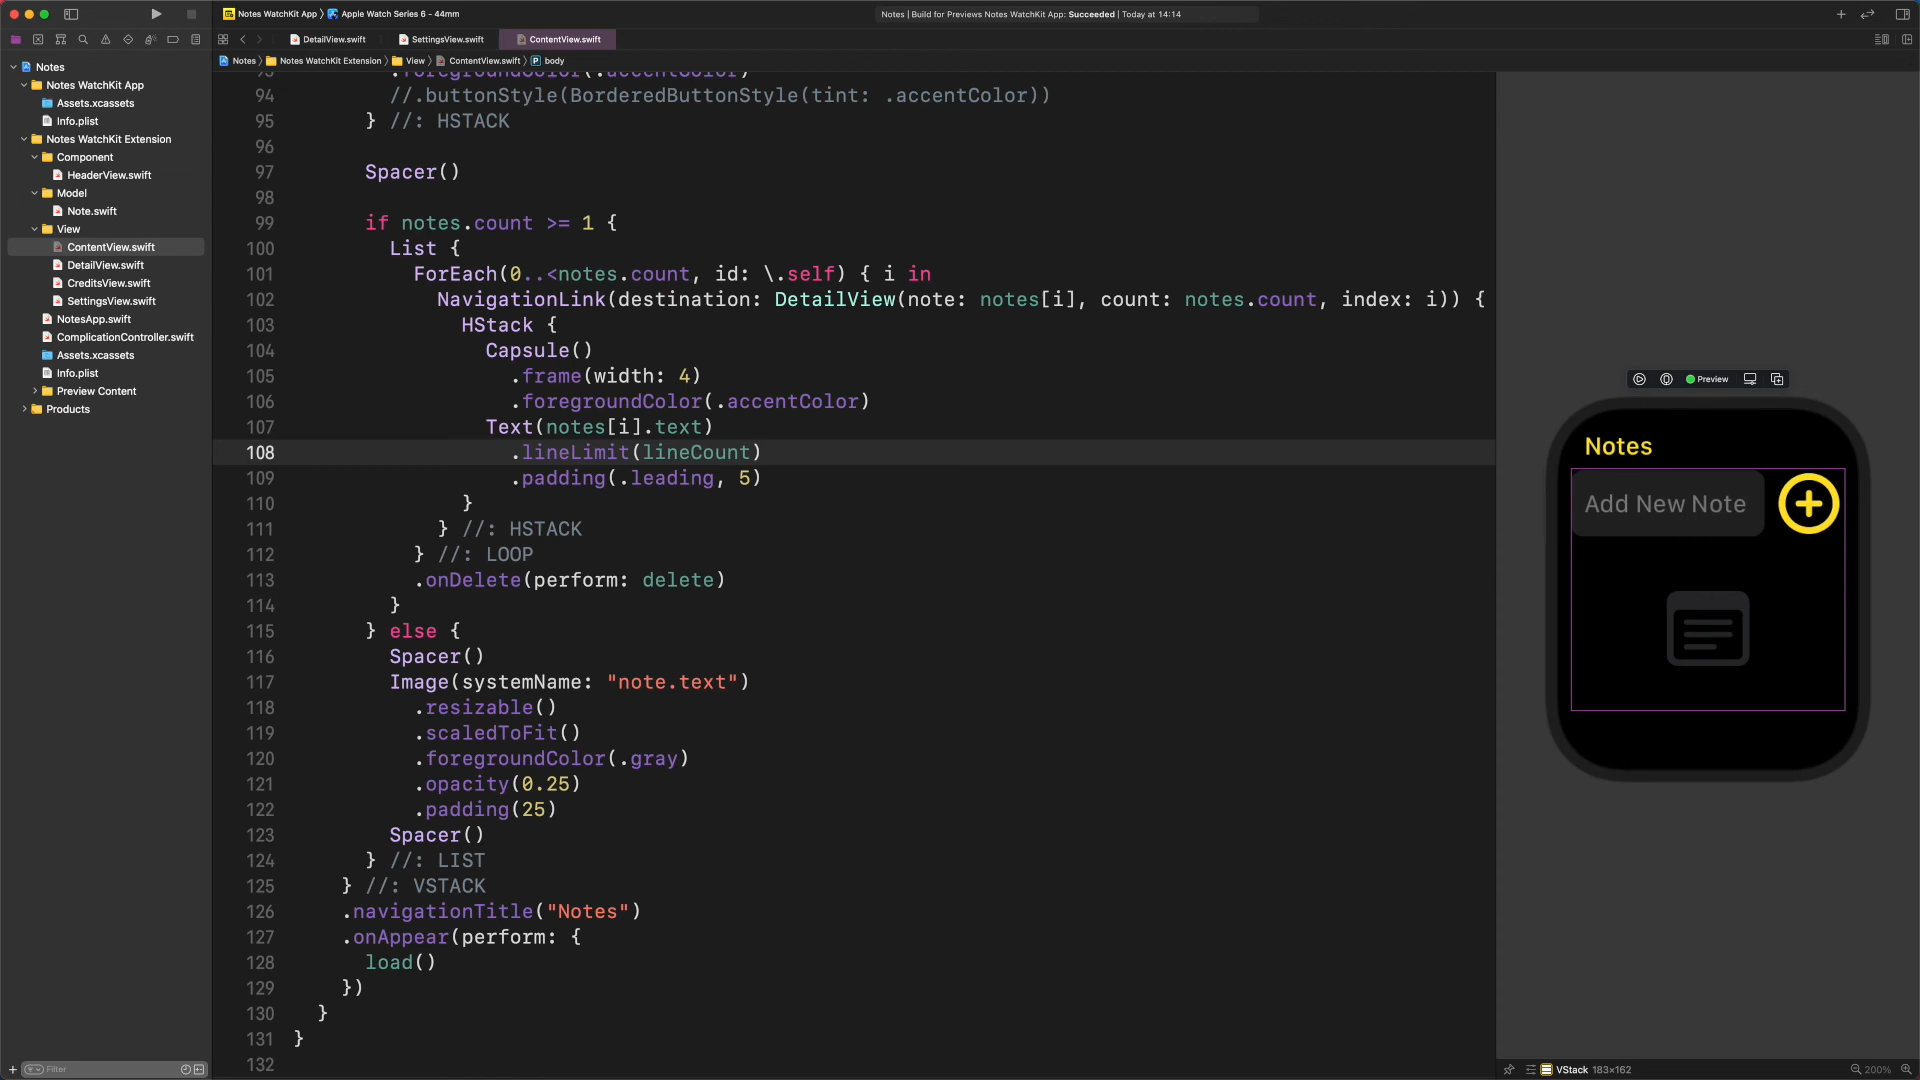 Notes WatchKit App 〉 Apple Watch Series 6 - 44mm
Notes | Build for Previews Notes WatchKit App: Succeeded | Today at 14:14
DetailView.swift
SettingsView.swift
ContentView.swift
Notes 〉 Notes WatchKit Extension 〉 View 〉 ContentView.swift 〉 P body
Notes
Notes WatchKit App
Assets.xcassets
Info.plist
Notes WatchKit Extension
Component
HeaderView.swift
Model
Note.swift
View
ContentView.swift
DetailView.swift
CreditsView.swift
SettingsView.swift
NotesApp.swift
ComplicationController.swift
Assets.xcassets
Info.plist
Preview Content
Products
Filter
93 .foregroundColor(.accentColor)
94 //.buttonStyle(BorderedButtonStyle(tint: .accentColor))
95 } //: HSTACK
96
97 Spacer()
98
99 if notes.count >= 1 {
100 List {
101 ForEach(0..<notes.count, id: \.self) { i in
102 NavigationLink(destination: DetailView(note: notes[i], count: notes.count, index: i)) {
103 HStack {
104 Capsule()
105 .frame(width: 4)
106 .foregroundColor(.accentColor)
107 Text(notes[i].text)
108 .lineLimit(lineCount)
109 .padding(.leading, 5)
110 }
111 } //: HSTACK
112 } //: LOOP
113 .onDelete(perform: delete)
114 }
115 } else {
116 Spacer()
117 Image(systemName: "note.text")
118 .resizable()
119 .scaledToFit()
120 .foregroundColor(.gray)
121 .opacity(0.25)
122 .padding(25)
123 Spacer()
124 } //: LIST
125 } //: VSTACK
126 .navigationTitle("Notes")
127 .onAppear(perform: {
128 load()
129 })
130 }
131 }
132
Preview
Notes
Add New Note
VStack 183×162
200%